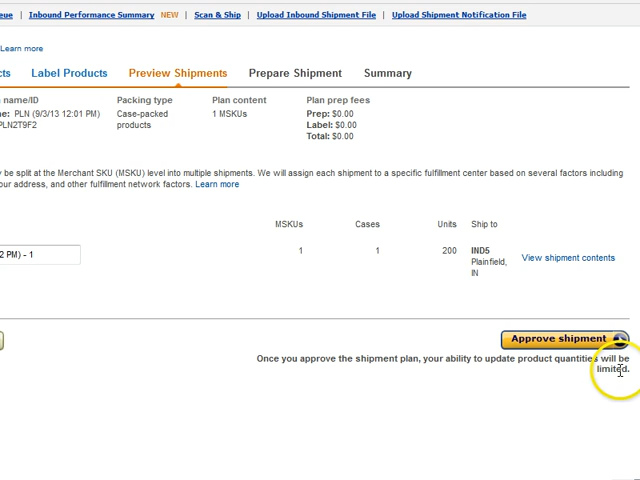 eue Inbound Performance Summary NEW Scan & Ship Upload Inbound Shipment File Upload Shipment Notification File
Learn more
cts Label Products Preview Shipments Prepare Shipment Summary
name/ID Packing type Plan content Plan prep fees
me: PLN (9/3/13 12:01 PM) Case-packed 1 MSKUs Prep: $0.00
PLN2T9F2 products Label: $0.00
Total: $0.00
y be split at the Merchant SKU (MSKU) level into multiple shipments. We will assign each shipment to a specific fulfillment center based on several factors including
our address, and other fulfillment network factors. Learn more
MSKUs Cases Units Ship to
2 PM) - 1 1 1 200 IND5 View shipment contents
Plainfield,
IN
Approve shipment
Once you approve the shipment plan, your ability to update product quantities will be
limited.